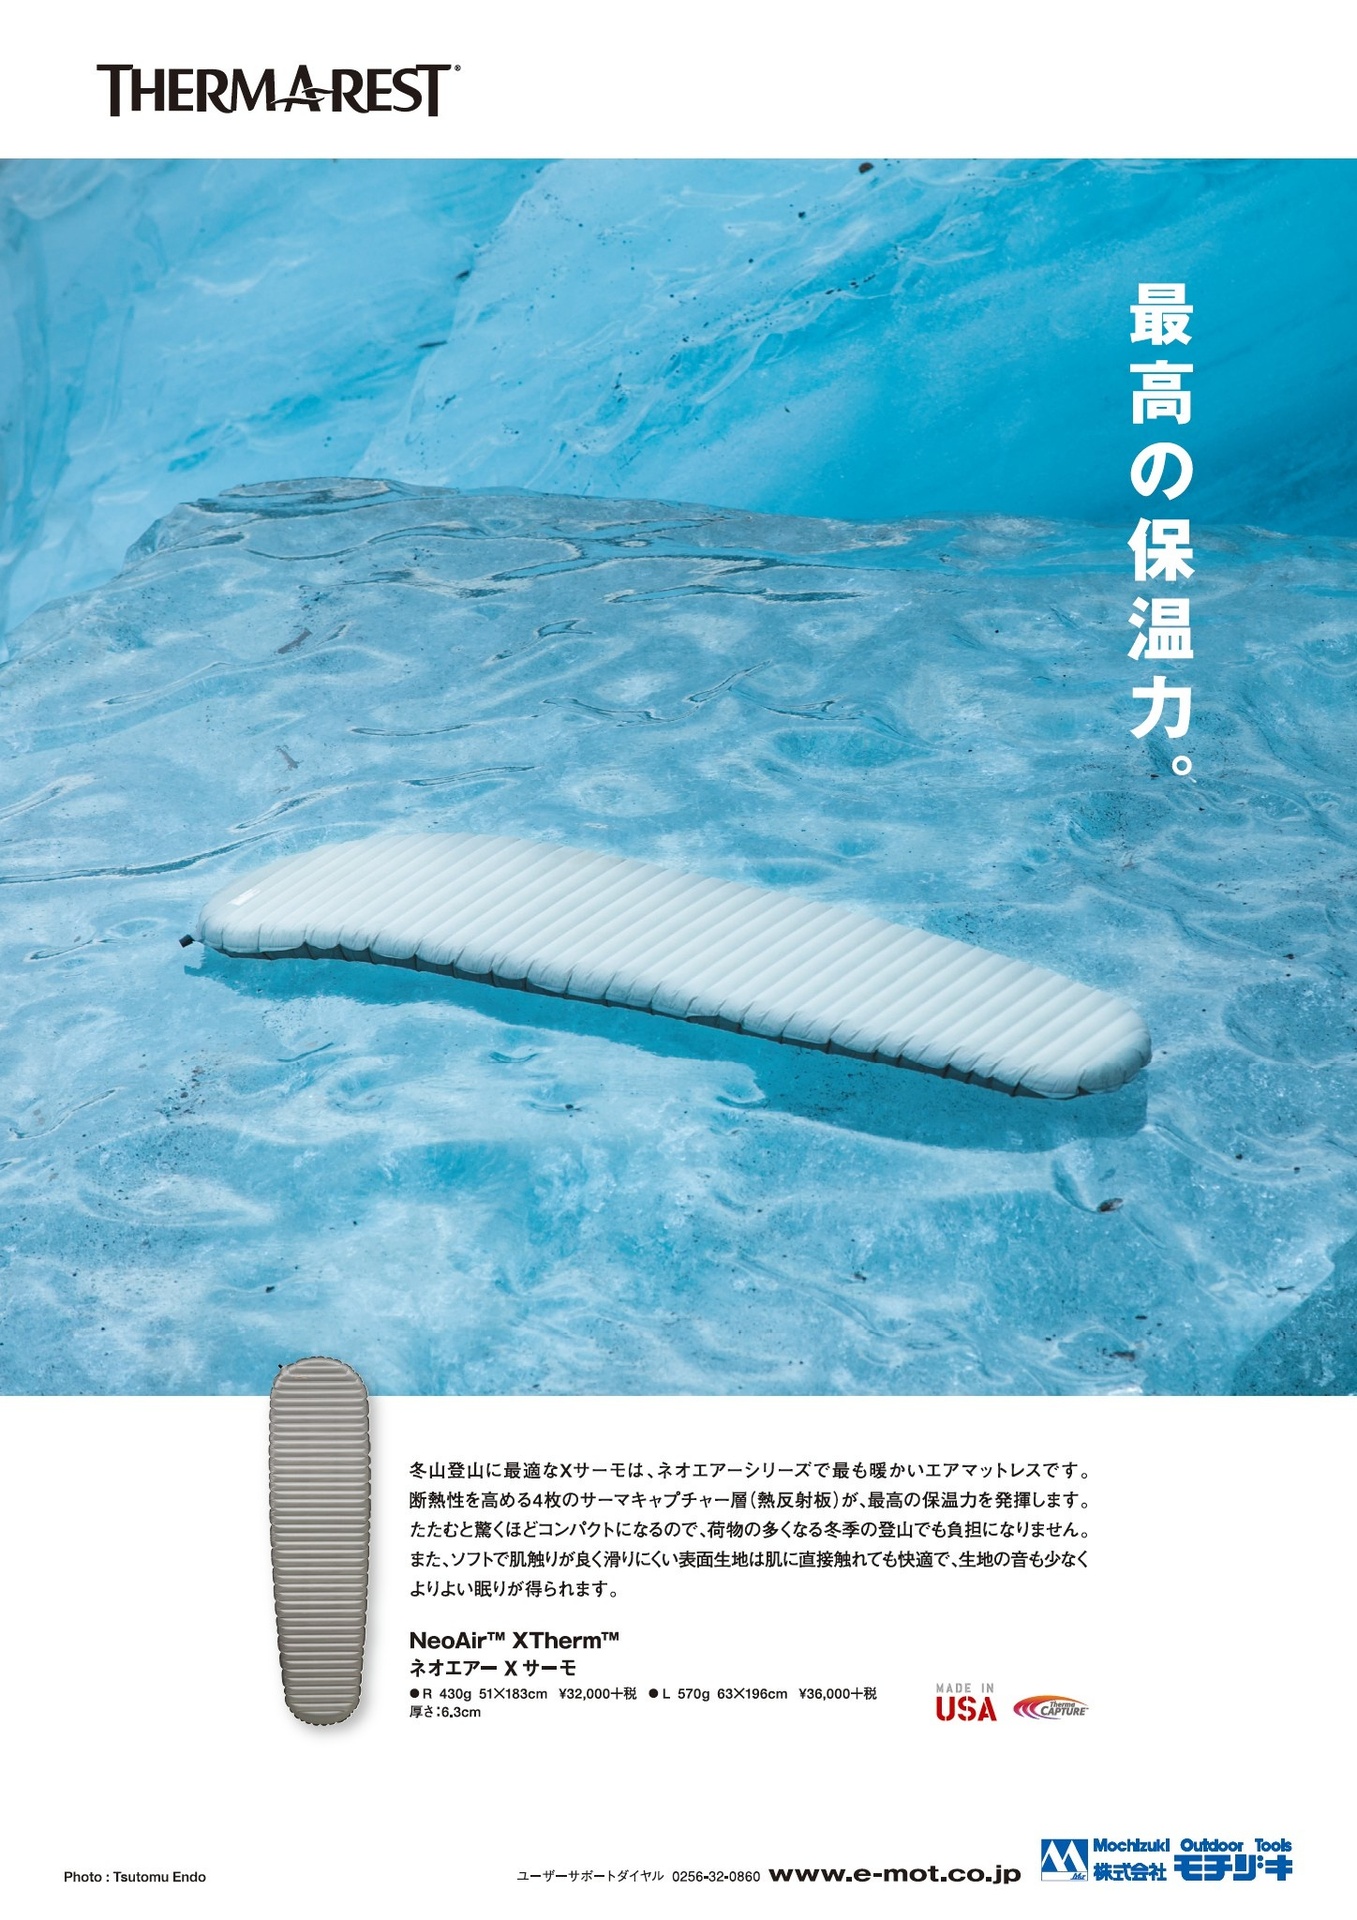 THERMAREST®
最高の保温力。
冬山登山に最適なXサーモは、ネオエアーシリーズで最も暖かいエアマットレスです。
断熱性を高める4枚のサーマキャプチャー層(熱反射板)が、最高の保温力を発揮します。
たたむと驚くほどコンパクトになるので、荷物の多くなる冬季の登山でも負担になりません。
また、ソフトで肌触りが良く滑りにくい表面生地は肌に直接触れても快適で、生地の音も少なく
よりよい眠りが得られます。
NeoAir™ XTherm™
ネオエアー X サーモ
●R 430g 51×183cm ¥32,000+税 ●L 570g 63×196cm ¥36,000+税
厚さ:6.3cm
MADE IN
USA
Therma
CAPTURE™
Photo : Tsutomu Endo
ユーザーサポートダイヤル 0256-32-0860 www.e-mot.co.jp
Mochizuki Outdoor Tools
株式会社 モチヅキ